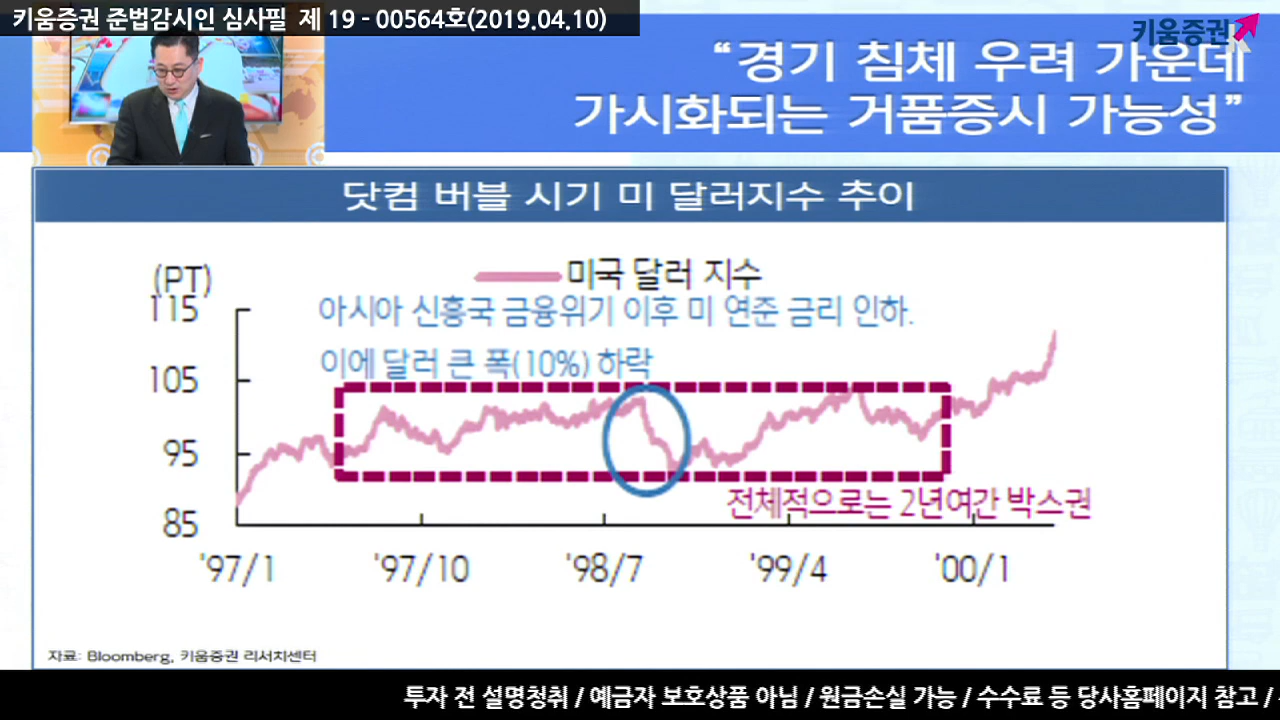 키움증권 준법감시인 심사필 제 19 - 00564호(2019.04.10)
키움증권
“경기 침체 우려 가운데
가시화되는 거품증시 가능성”
닷컴 버블 시기 미 달러지수 추이
(PT)
미국 달러 지수
115
아시아 신흥국 금융위기 이후 미 연준 금리 인하.
이에 달러 큰 폭(10%) 하락
105
95
전체적으로는 2년여간 박스권
85
'97/1 '97/10 '98/7 '99/4 '00/1
자료: Bloomberg, 키움증권 리서치센터
투자 전 설명청취 / 예금자 보호상품 아님 / 원금손실 가능 / 수수료 등 당사홈페이지 참고 /